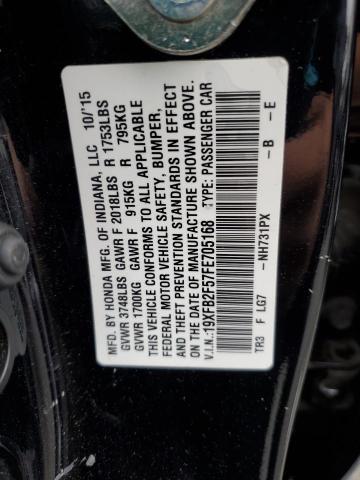 MFD. BY HONDA MFG. OF INDIANA, LLC 10/15
GVWR 3748LBS GAWR F 2018LBS R 1753LBS
GVWR 1700KG GAWR F 915KG R 795KG
THIS VEHICLE CONFORMS TO ALL APPLICABLE
FEDERAL MOTOR VEHICLE SAFETY, BUMPER,
AND THEFT PREVENTION STANDARDS IN EFFECT
ON THE DATE OF MANUFACTURE SHOWN ABOVE.
V.I.N.:19XFB2F57FE705168 TYPE: PASSENGER CAR
TR3 F LG7 -NH731PX -B -E